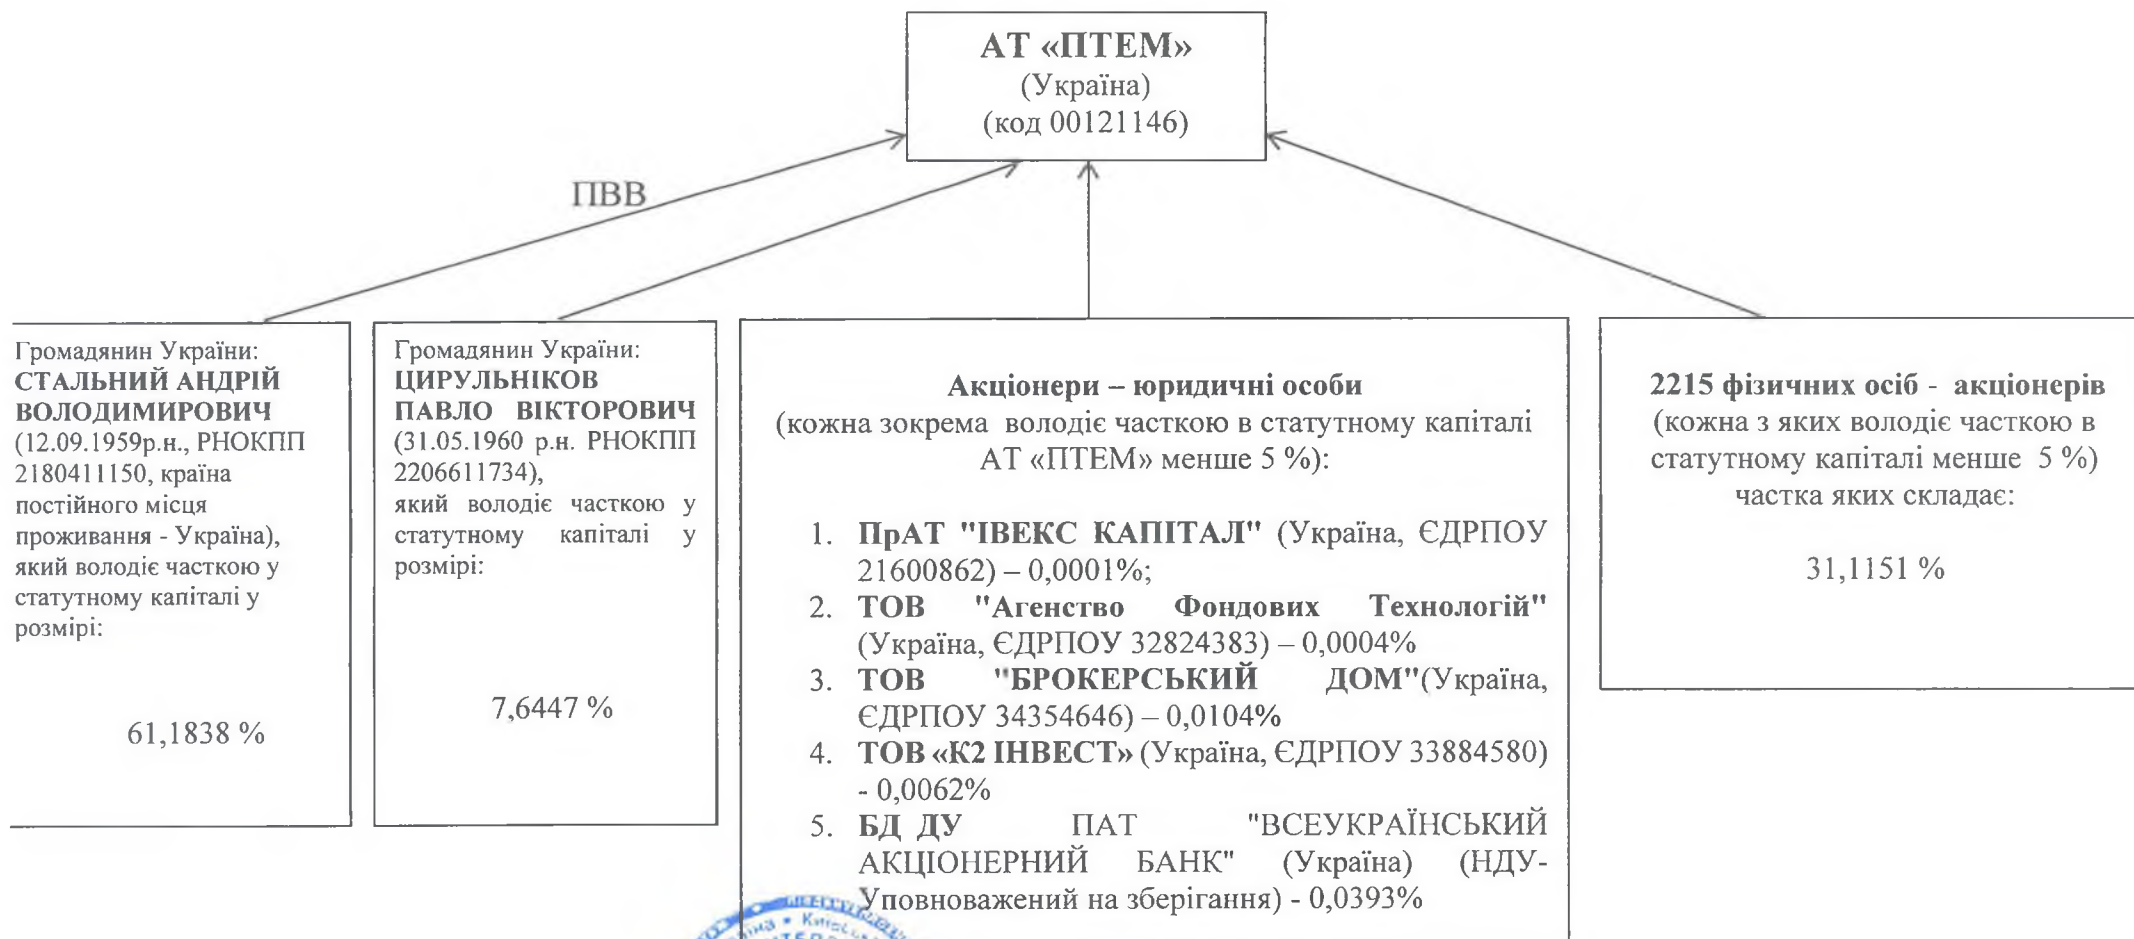 АТ «ПТЕМ»
(Україна)
(код 00121146)
ПВВ
Громадянин України:
СТАЛЬНИЙ АНДРІЙ
ВОЛОДИМИРОВИЧ
(12.09.1959р.н., РНОКПП
2180411150, країна
постійного місця
проживання - Україна),
який володіє часткою у
статутному капіталі у
розмірі:
61,1838 %
Громадянин України:
ЦИРУЛЬНІКОВ
ПАВЛО ВІКТОРОВИЧ
(31.05.1960 р.н. РНОКПП
2206611734),
який володіє часткою у
статутному капіталі у
розмірі:
7,6447 %
Акціонери – юридичні особи
(кожна зокрема володіє часткою в статутному капіталі
АТ «ПТЕМ» менше 5 %):
1. ПрАТ "ІВЕКС КАПІТАЛ" (Україна, ЄДРПОУ
21600862) – 0,0001%;
2. ТОВ "Агенство Фондових Технологій"
(Україна, ЄДРПОУ 32824383) – 0,0004%
3. ТОВ "БРОКЕРСЬКИЙ ДОМ"(Україна,
ЄДРПОУ 34354646) – 0,0104%
4. ТОВ «К2 ІНВЕСТ» (Україна, ЄДРПОУ 33884580)
- 0,0062%
5. БД ДУ ПАТ "ВСЕУКРАЇНСЬКИЙ
АКЦІОНЕРНИЙ БАНК" (Україна) (НДУ-
Уповноважений на зберігання) - 0,0393%
2215 фізичних осіб - акціонерів
(кожна з яких володіє часткою в
статутному капіталі менше 5 %)
частка яких складає:
31,1151 %